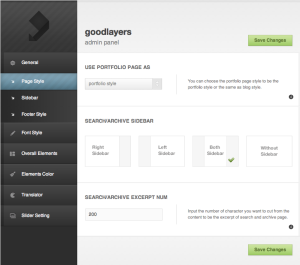 goodlayers
admin panel
Save Changes
General
Page Style
Sidebar
Footer Style
Font Style
Overall Elements
Elements Color
Translator
Slider Setting
USE PORTFOLIO PAGE AS
portfolio style
You can choose the portfolio page style to be the
portfolio style or the same as blog style.
SEARCH/ARCHIVE SIDEBAR
Right
Sidebar
Left
Sidebar
Both
Sidebar
Without
Sidebar
SEARCH/ARCHIVE EXCERPT NUM
200
Input the number of character you want to cut from the
content to be the excerpt of search and archive page.
Save Changes